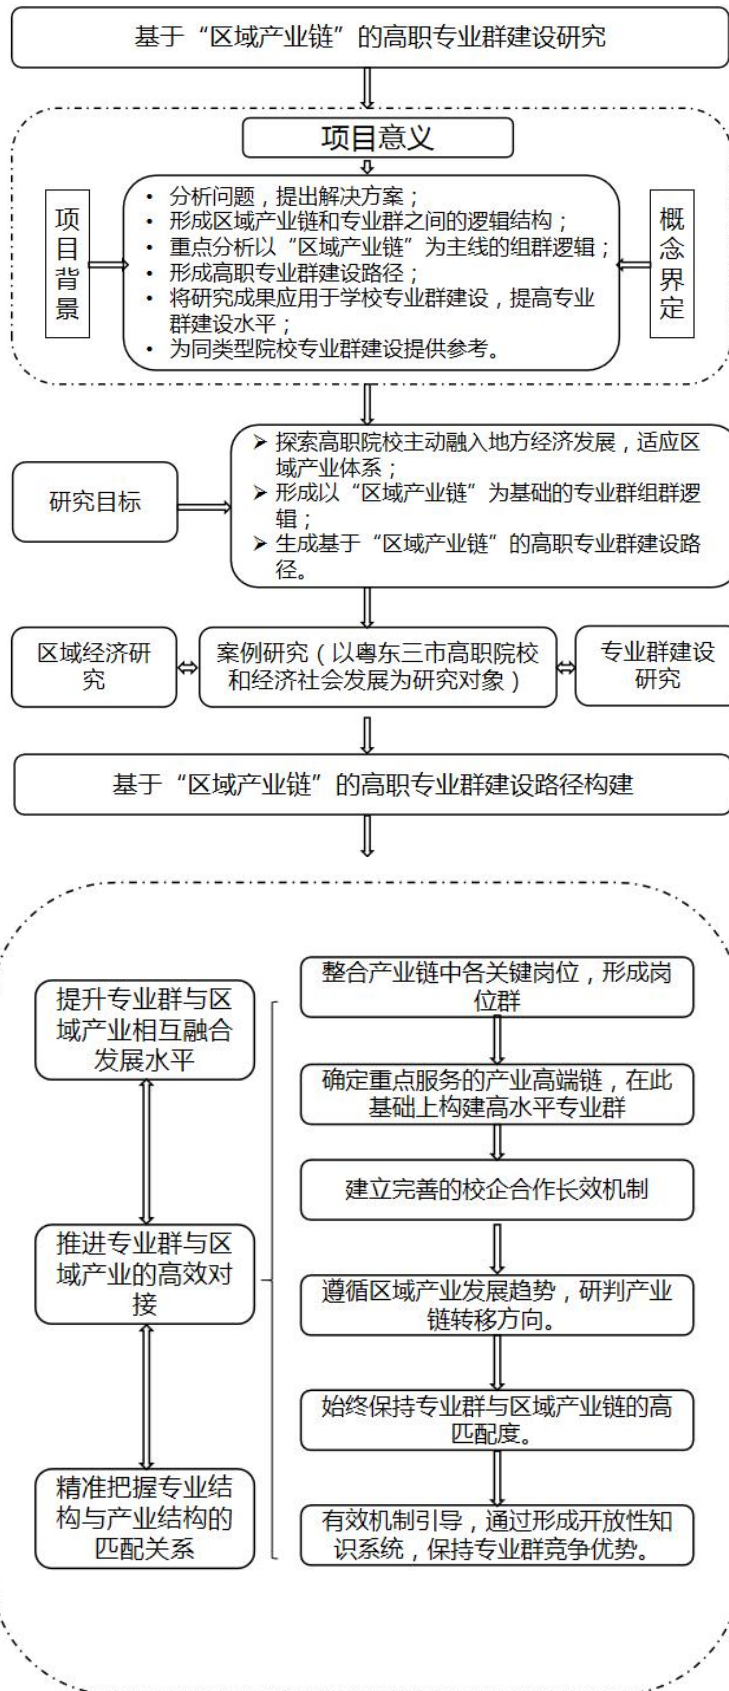 基于“区域产业链”的高职专业群建设研究
项目意义
项目背景
• 分析问题，提出解决方案；
• 形成区域产业链和专业群之间的逻辑结构；
• 重点分析以“区域产业链”为主线的组群逻辑；
• 形成高职专业群建设路径；
• 将研究成果应用于学校专业群建设，提高专业
群建设水平；
• 为同类型院校专业群建设提供参考。
概念界定
研究目标
➢ 探索高职院校主动融入地方经济发展，适应区
域产业体系；
➢ 形成以“区域产业链”为基础的专业群组群逻
辑；
➢ 生成基于“区域产业链”的高职专业群建设路
径。
区域经济研
究
案例研究（以粤东三市高职院校
和经济社会发展为研究对象）
专业群建设
研究
基于“区域产业链”的高职专业群建设路径构建
提升专业群与区
域产业相互融合
发展水平
推进专业群与区
域产业的高效对
接
精准把握专业结
构与产业结构的
匹配关系
整合产业链中各关键岗位，形成岗
位群
确定重点服务的产业高端链，在此
基础上构建高水平专业群
建立完善的校企合作长效机制
遵循区域产业发展趋势，研判产业
链转移方向。
始终保持专业群与区域产业链的高
匹配度。
有效机制引导，通过形成开放性知
识系统，保持专业群竞争优势。